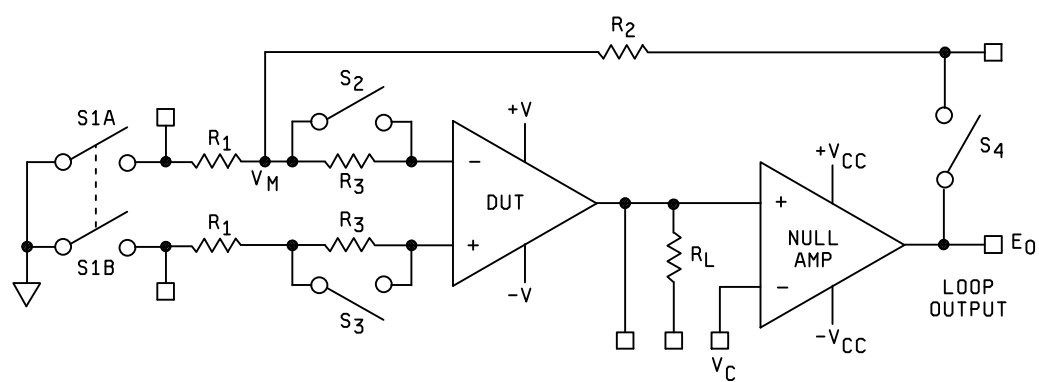 R2
S2
+V
S1A
R1
VM
R3
−
DUT
+VCC
S4
+
NULL
AMP
−
R1
R3
+
S1B
S3
−V
RL
VC
−VCC
EO
LOOP
OUTPUT